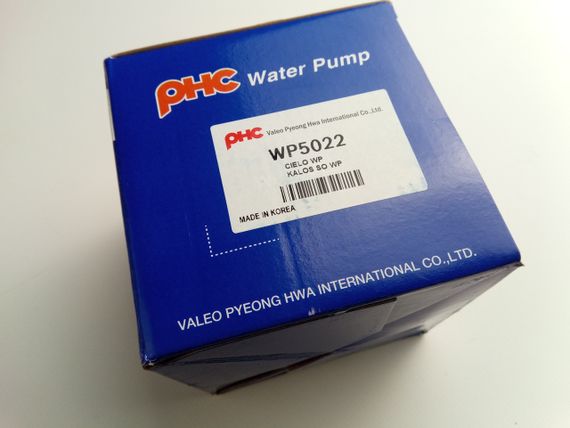 PHC Water Pump
PHC Valeo Pyeong Hwa International Co.,Ltd.
WP5022
CIELO WP
KALOS SO WP
MADE IN KOREA
VALEO PYEONG HWA INTERNATIONAL CO.,LTD.